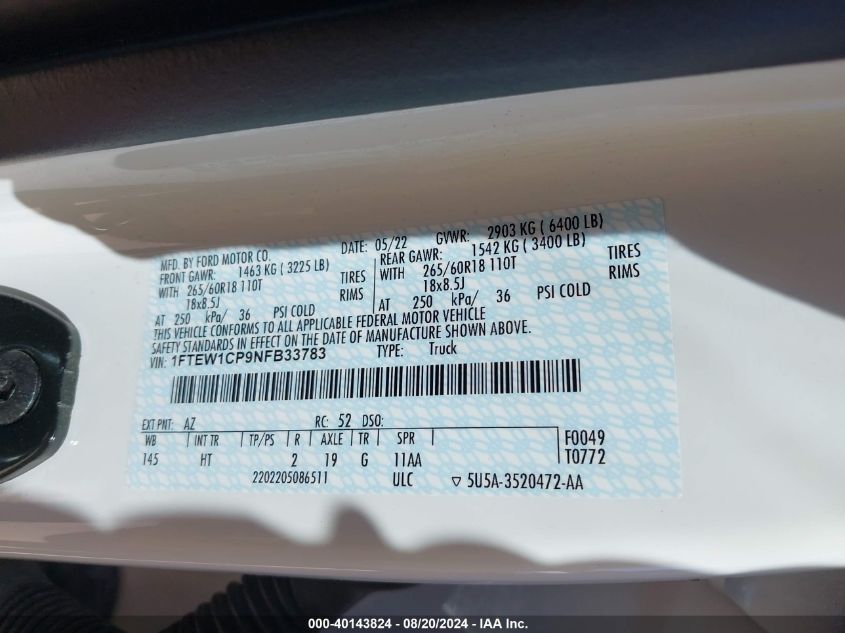 MFD. BY FORD MOTOR CO. DATE: 05/22 GVWR: 2903 KG ( 6400 LB)
FRONT GAWR: 1463 KG ( 3225 LB) REAR GAWR: 1542 KG ( 3400 LB)
WITH 265/60R18 110T TIRES WITH 265/60R18 110T TIRES
18x8.5J RIMS 18x8.5J RIMS
AT 250 kPa/ 36 PSI COLD AT 250 kPa/ 36 PSI COLD
THIS VEHICLE CONFORMS TO ALL APPLICABLE FEDERAL MOTOR VEHICLE
SAFETY STANDARDS IN EFFECT ON THE DATE OF MANUFACTURE SHOWN ABOVE.
VIN: 1FTEW1CP9NFB33783 TYPE: Truck
EXT PNT: AZ RC: 52 DSO:
WB INT TR TP/PS R AXLE TR SPR F0049
145 HT 2 19 G 11AA T0772
2202205086511 ULC ▽ 5U5A-3520472-AA
000-40143824 - 08/20/2024 - IAA Inc.